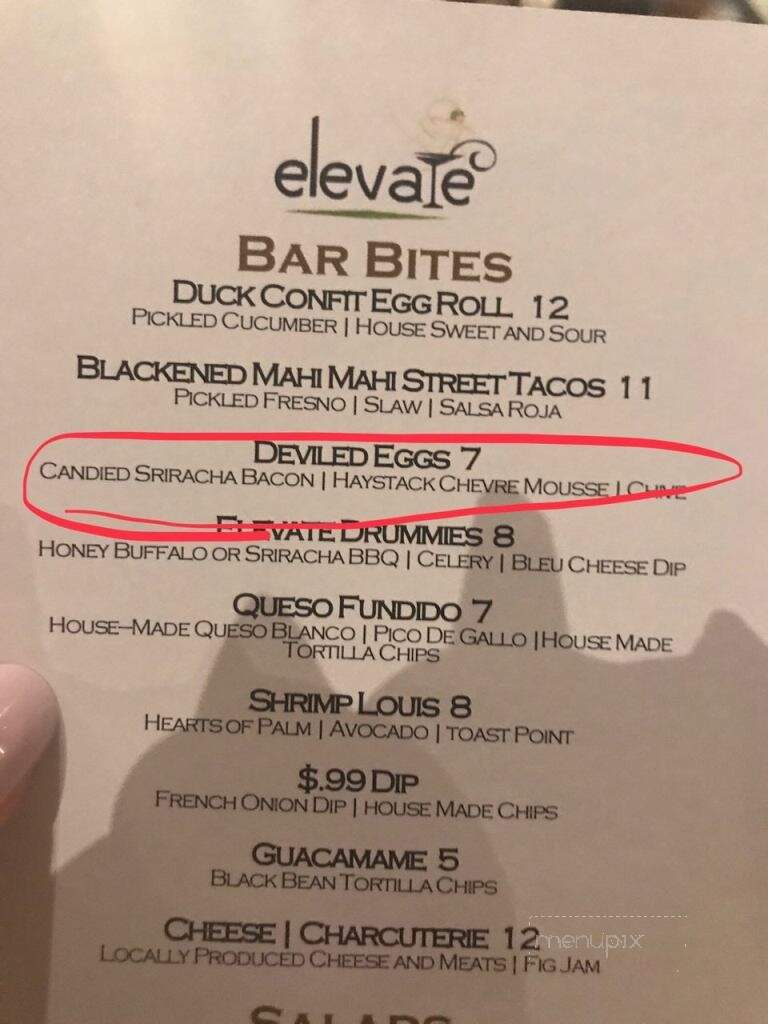 elevate
BAR BITES
DUCK CONFIT EGG ROLL 12
PICKLED CUCUMBER | HOUSE SWEET AND SOUR
BLACKENED MAHI MAHI STREET TACOS 11
PICKLED FRESNO | SLAW | SALSA ROJA
DEVILED EGGS 7
CANDIED SRIRACHA BACON | HAYSTACK CHEVRE MOUSSE | CHIVE
ELEVATE DRUMMIES 8
HONEY BUFFALO OR SRIRACHA BBQ | CELERY | BLEU CHEESE DIP
QUESO FUNDIDO 7
HOUSE-MADE QUESO BLANCO | PICO DE GALLO | HOUSE MADE
TORTILLA CHIPS
SHRIMP LOUIS 8
HEARTS OF PALM | AVOCADO | TOAST POINT
$.99 DIP
FRENCH ONION DIP | HOUSE MADE CHIPS
GUACAMAME 5
BLACK BEAN TORTILLA CHIPS
CHEESE | CHARCUTERIE 12
menupix
LOCALLY PRODUCED CHEESE AND MEATS | FIG JAM
SALADS